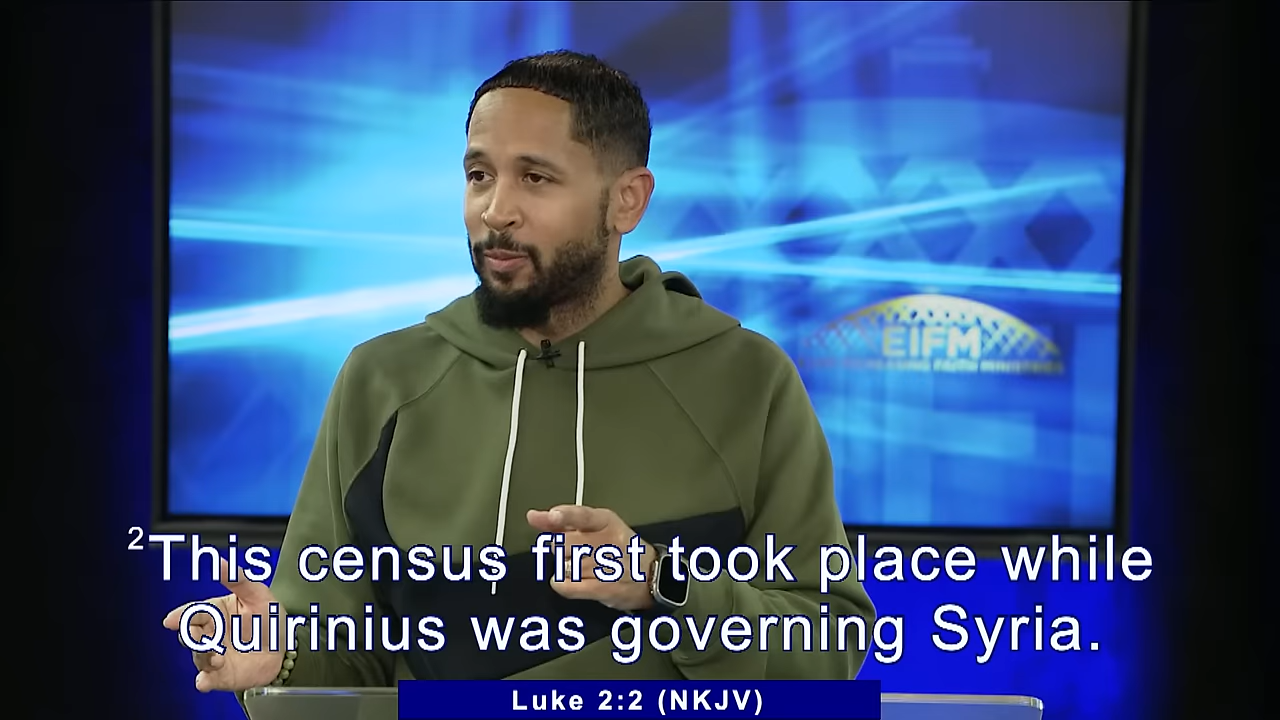 EIFM
²This census first took place while
Quirinius was governing Syria.
Luke 2:2 (NKJV)